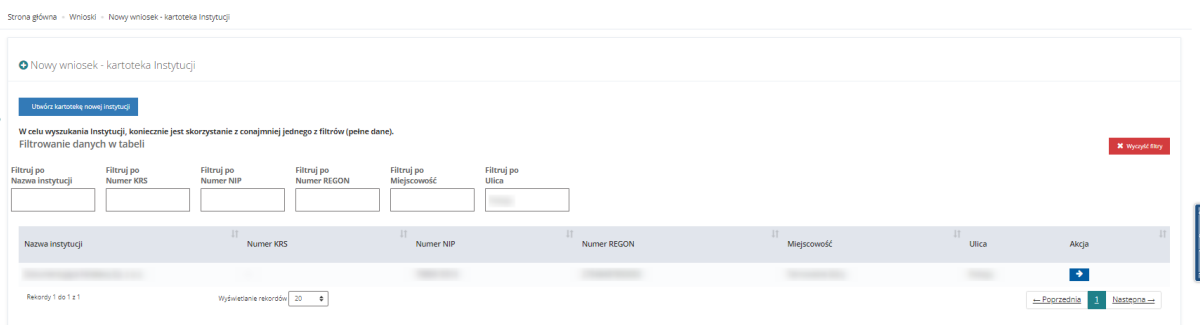 Strona główna - Wnioski - Nowy wniosek - kartoteka Instytucji
Nowy wniosek - kartoteka Instytucji
Utwórz kartotekę nowej instytucji
W celu wyszukania Instytucji, koniecznie jest skorzystanie z conajmniej jednego z filtrów (pełne dane).
Filtrowanie danych w tabeli
Wyczyść filtry
Filtruj po Filtruj po Filtruj po Filtruj po Filtruj po Filtruj po
Nazwa instytucji Numer KRS Numer NIP Numer REGON Miejscowość Ulica
Nazwa instytucji Numer KRS Numer NIP Numer REGON Miejscowość Ulica Akcja
Rekordy 1 do 1 z 1 Wyświetlanie rekordów 20 ← Poprzednia 1 Następna →